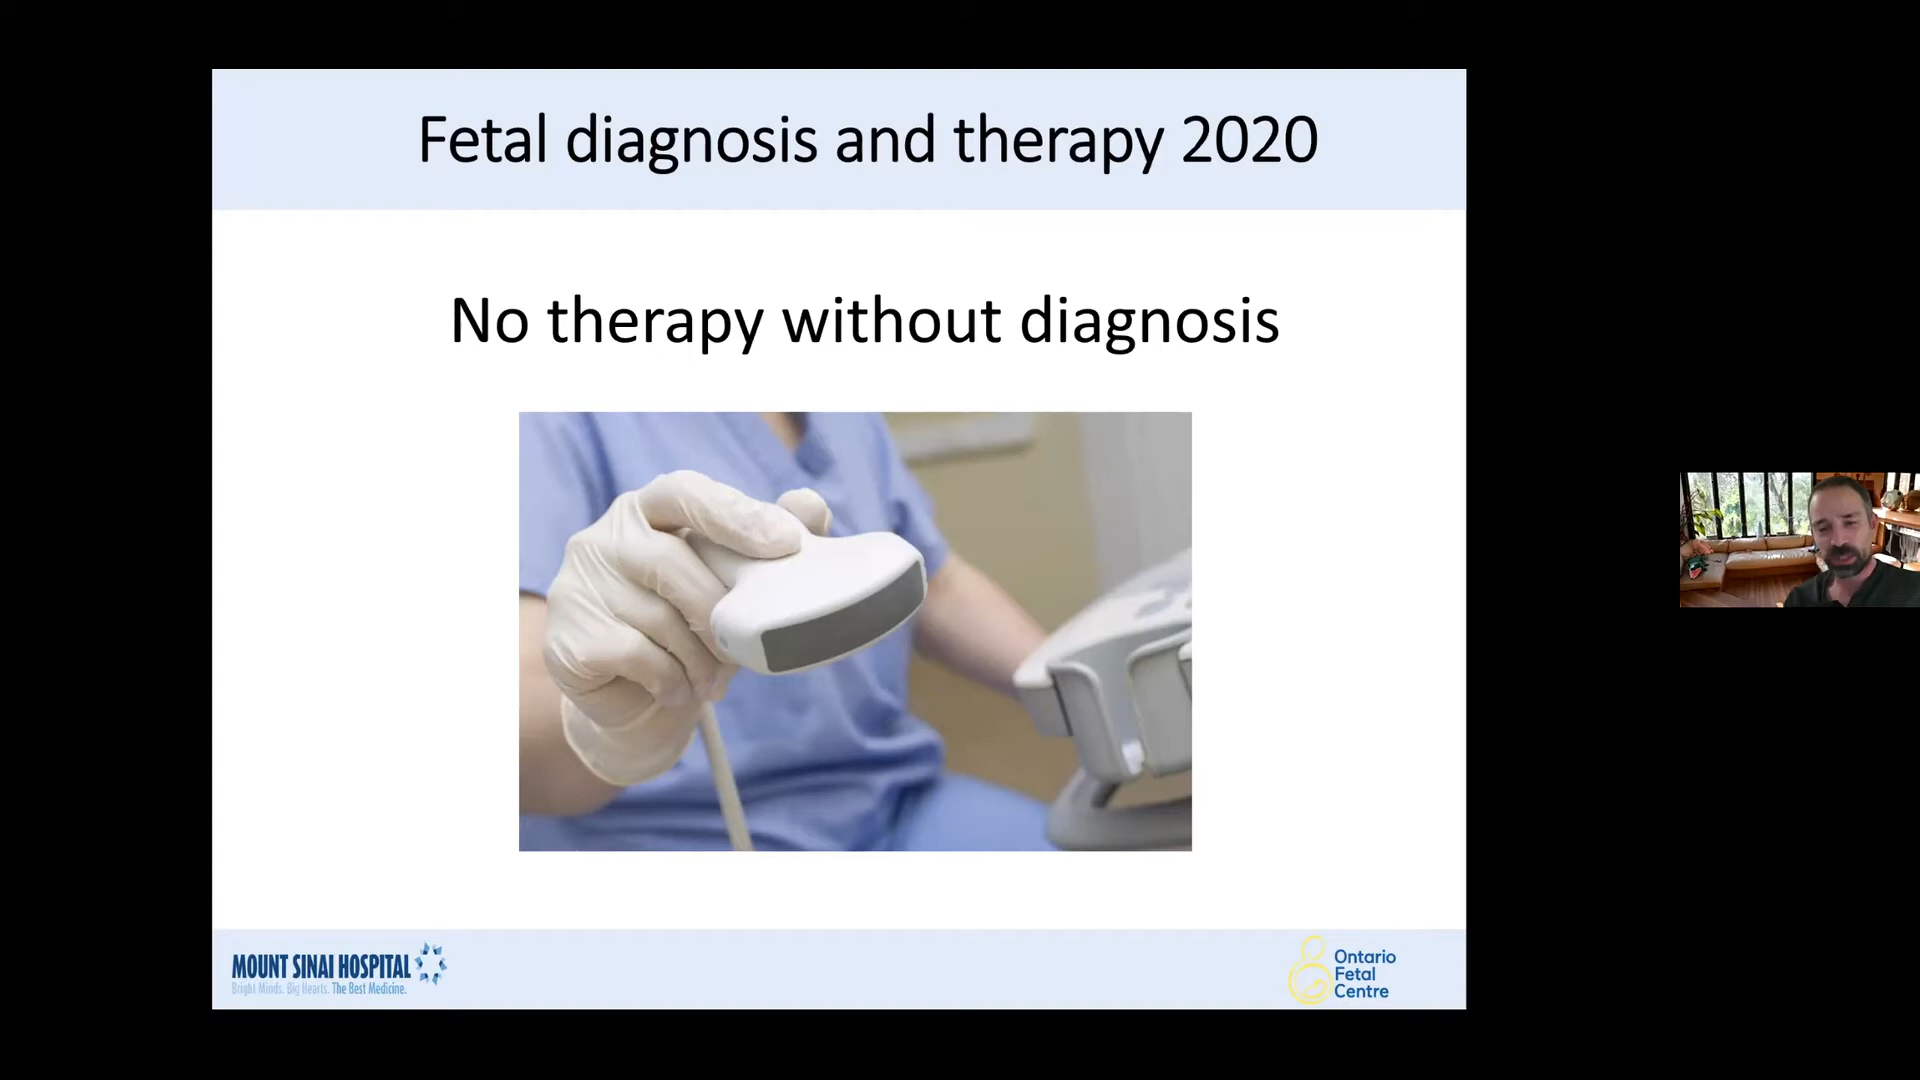 Fetal diagnosis and therapy 2020
No therapy without diagnosis
MOUNT SINAI HOSPITAL
Bright Minds. Big Hearts. The Best Medicine.
Ontario
Fetal
Centre